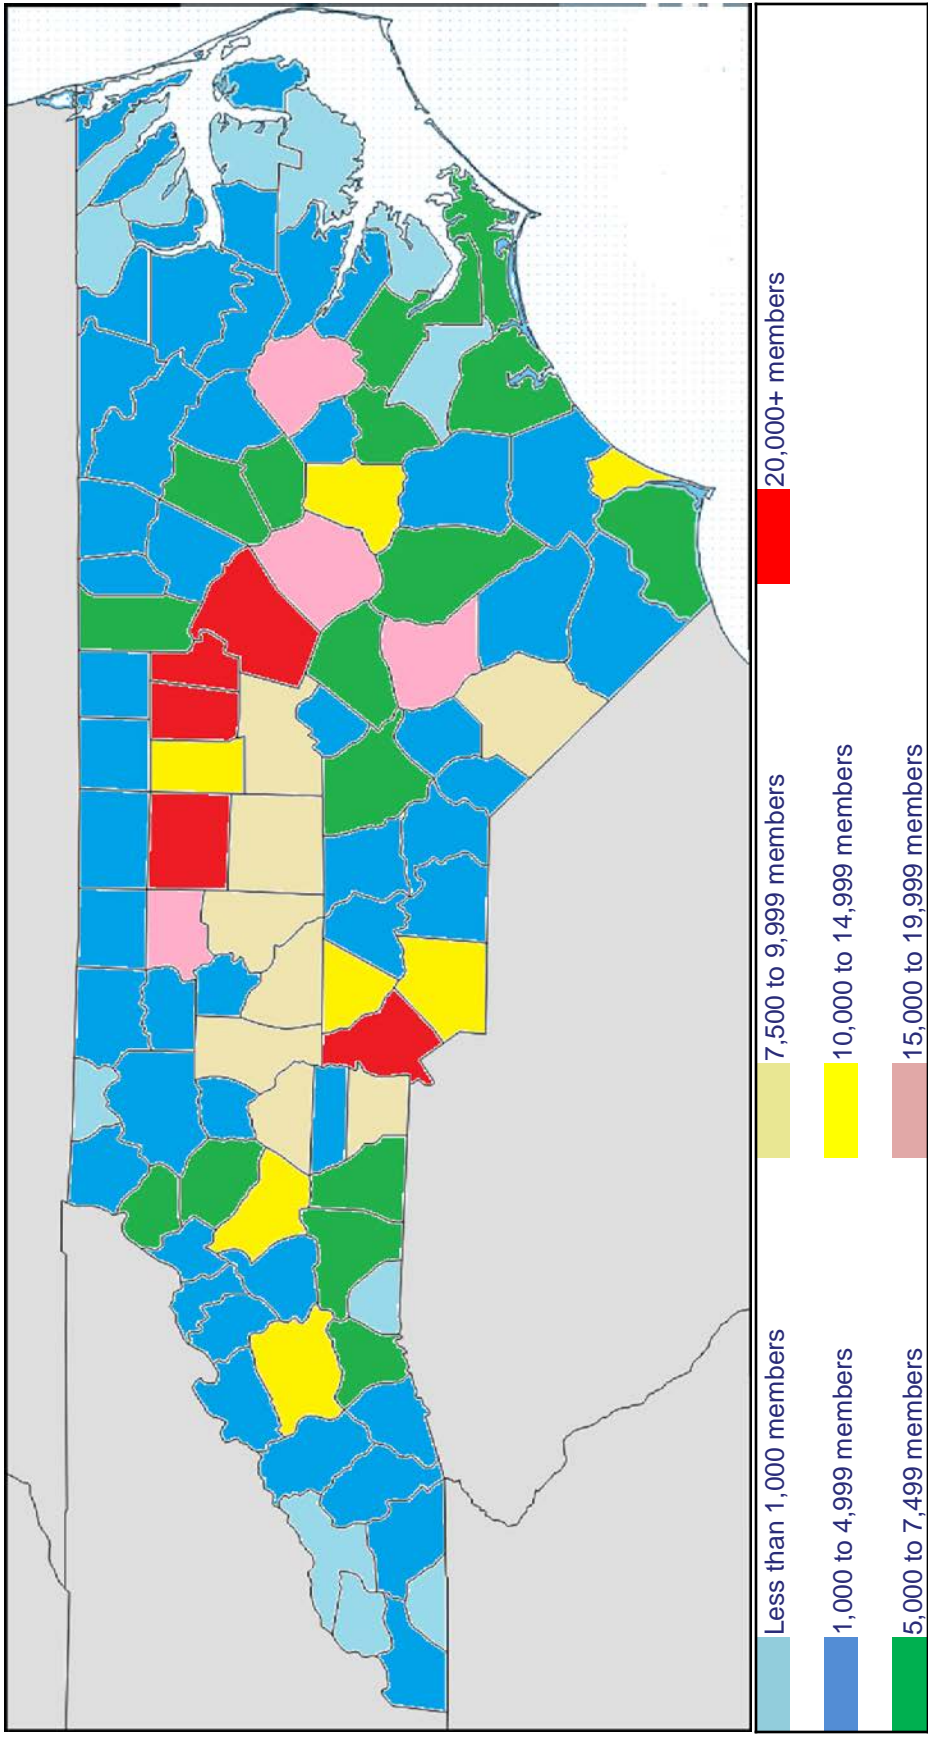 Less than 1,000 members
7,500 to 9,999 members
20,000+ members
1,000 to 4,999 members
10,000 to 14,999 members
5,000 to 7,499 members
15,000 to 19,999 members